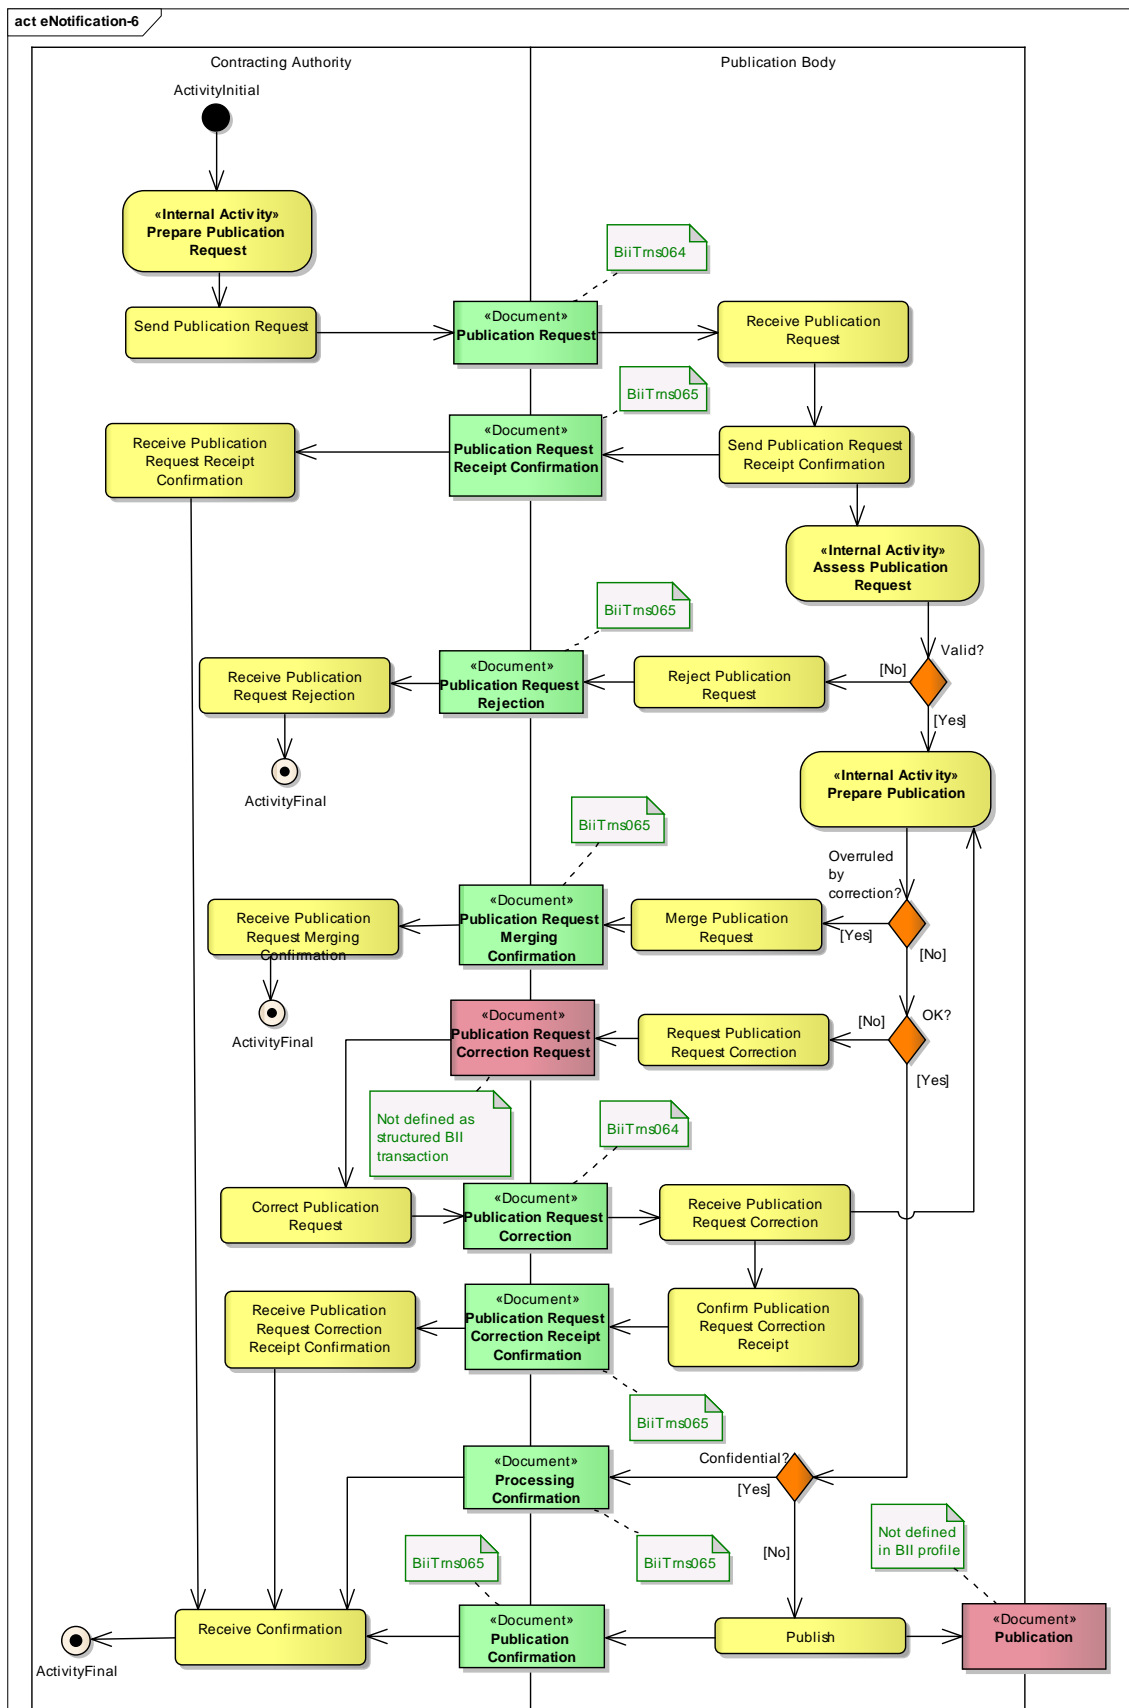 act eNotification-6
Contracting Authority
Publication Body
ActivityInitial
«Internal Activity»
Prepare Publication
Request
BiiTrns064
Send Publication Request
«Document»
Publication Request
Receive Publication
Request
BiiTrns065
Receive Publication
Request Receipt
Confirmation
«Document»
Publication Request
Receipt Confirmation
Send Publication Request
Receipt Confirmation
«Internal Activity»
Assess Publication
Request
BiiTrns065
Valid?
[No]
[Yes]
Receive Publication
Request Rejection
«Document»
Publication Request
Rejection
Reject Publication
Request
ActivityFinal
«Internal Activity»
Prepare Publication
BiiTrns065
Overruled
by
correction?
[Yes]
[No]
Receive Publication
Request Merging
Confirmation
«Document»
Publication Request
Merging
Confirmation
Merge Publication
Request
ActivityFinal
«Document»
Publication Request
Correction Request
Request Publication
Request Correction
[No]
OK?
[Yes]
Not defined as
structured BII
transaction
BiiTrns064
Correct Publication
Request
«Document»
Publication Request
Correction
Receive Publication
Request Correction
Receive Publication
Request Correction
Receipt Confirmation
«Document»
Publication Request
Correction Receipt
Confirmation
Confirm Publication
Request Correction
Receipt
BiiTrns065
«Document»
Processing
Confirmation
Confidential?
[Yes]
[No]
BiiTrns065
BiiTrns065
Not defined
in BII profile
Receive Confirmation
«Document»
Publication
Confirmation
Publish
«Document»
Publication
ActivityFinal